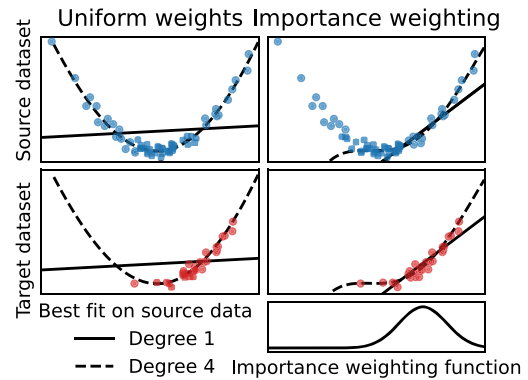 Uniform weights
Importance weighting
Source dataset
Target dataset
Best fit on source data
Degree 1
Degree 4
Importance weighting function